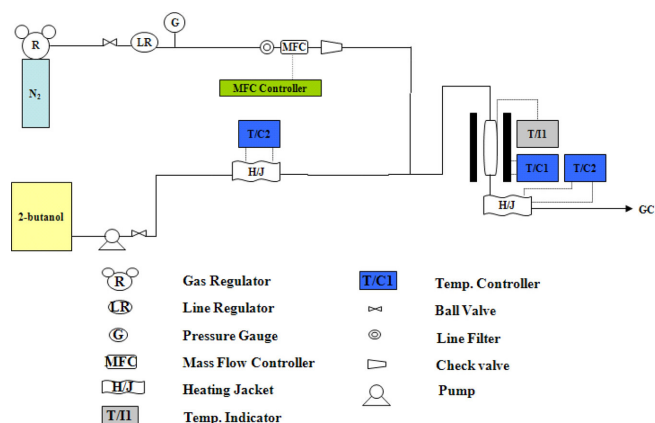 G
R
LR
MFC
N2
MFC Controller
T/C2
T/I1
H/J
T/C1
T/C2
2-butanol
H/J
GC
R
Gas Regulator
T/C1
Temp. Controller
LR
Line Regulator
Ball Valve
G
Pressure Gauge
Line Filter
MFC
Mass Flow Controller
Check valve
H/J
Heating Jacket
Pump
T/I1
Temp. Indicator